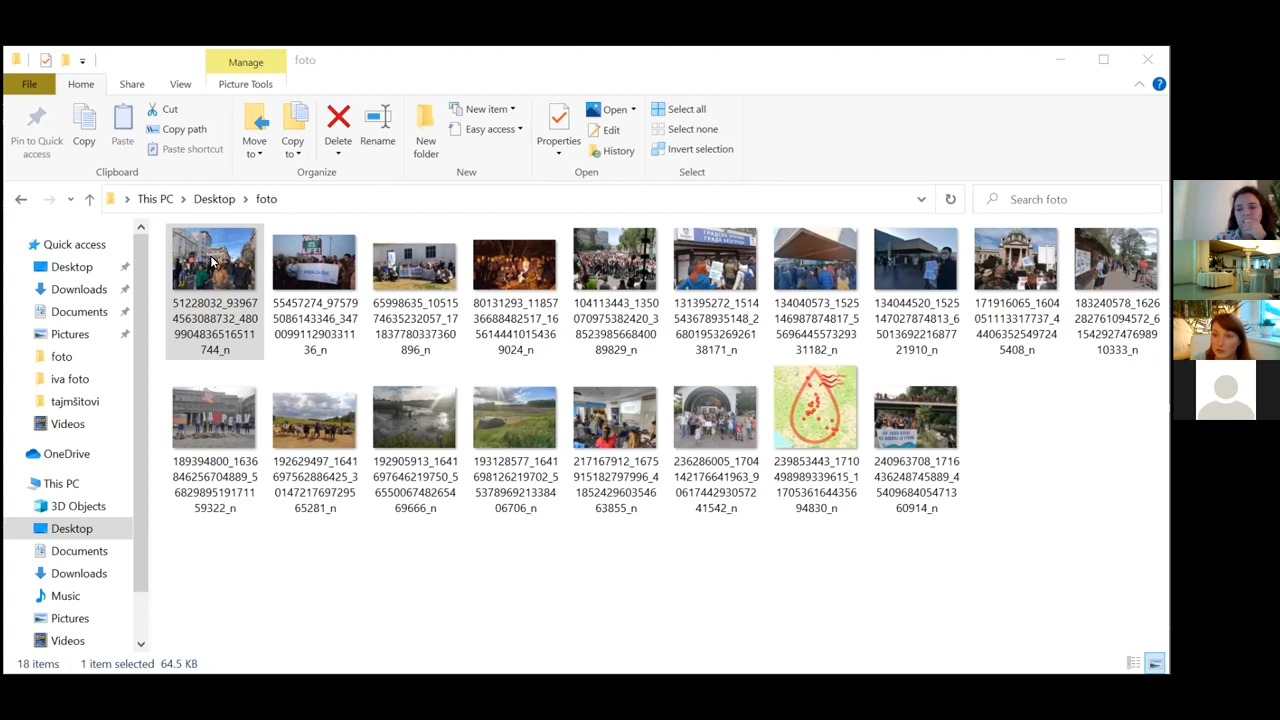 Manage
foto
File
Home
Share
View
Picture Tools
Pin to Quick access
Copy
Paste
Cut
Copy path
Paste shortcut
Clipboard
Move to
Copy to
Delete
Rename
Organize
New folder
New item
Easy access
New
Properties
Open
Edit
History
Open
Select all
Select none
Invert selection
Select
This PC > Desktop > foto
Search foto
Quick access
Desktop
Downloads
Documents
Pictures
foto
iva foto
tajmšitovi
Videos
OneDrive
This PC
3D Objects
Desktop
Documents
Downloads
Music
Pictures
Videos
51228032_93967
4563088732_480
9904836516511
744_n
55457274_97579
5086143346_347
0099112903311
36_n
65998635_10515
74635232057_17
1837780337360
896_n
80131293_11857
36698482517_16
5614441015436
9024_n
104113443_1350
070975382420_3
8523985668400
89829_n
131395272_1514
543678935148_2
6801953269261
38171_n
134040573_1525
146987874817_5
5696445573293
31182_n
134044520_1525
147027874813_6
5013692216877
21910_n
171916065_1604
051113317737_4
4406352549724
5408_n
183240578_1626
282761094572_6
1542927476989
10333_n
189394800_1636
846256704889_5
6829895191711
59322_n
192629497_1641
697562886425_3
0147217697295
65281_n
192905913_1641
697646219750_5
6550067482654
69666_n
193128577_1641
698126219702_5
5378969213384
06706_n
217167912_1675
915182797996_4
1852429603546
63855_n
236286005_1704
142176641963_9
0617442930572
41542_n
239853443_1710
498989339615_1
1705361644356
94830_n
240963708_1716
436248745889_4
5409684054713
60914_n
18 items
1 item selected 64.5 KB